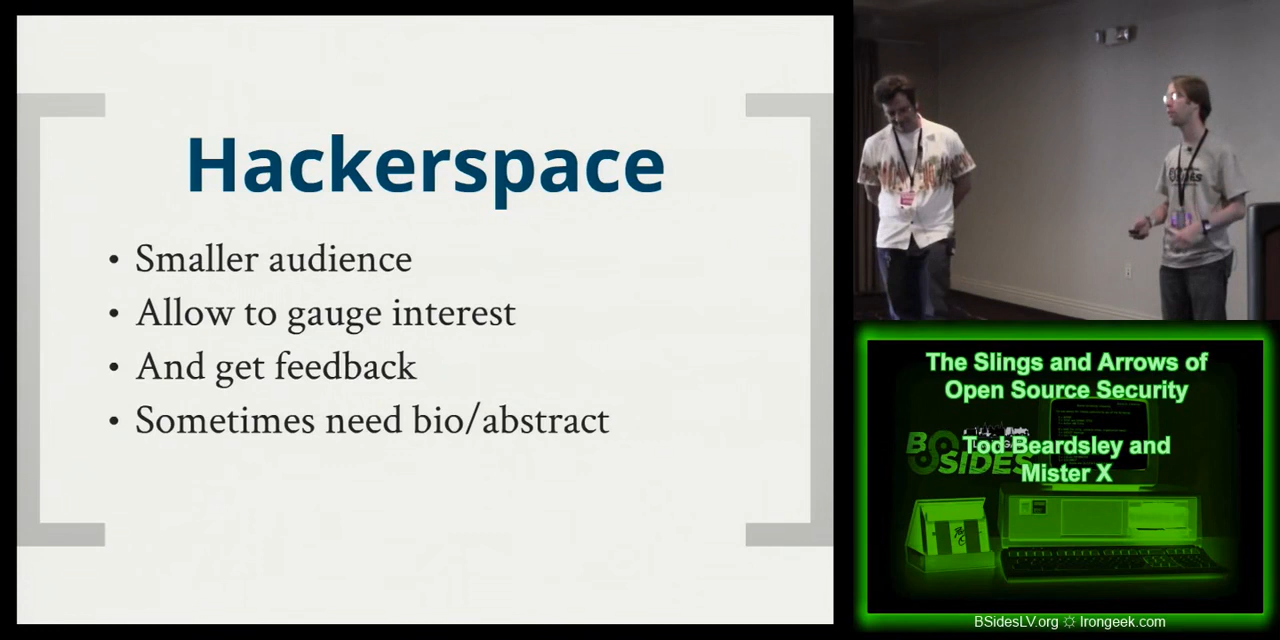 Hackerspace
• Smaller audience
• Allow to gauge interest
• And get feedback
• Sometimes need bio/abstract
The Slings and Arrows of
Open Source Security
Tod Beardsley and
Mister X
BSIDES
BSidesLV.org ☼ Irongeek.com